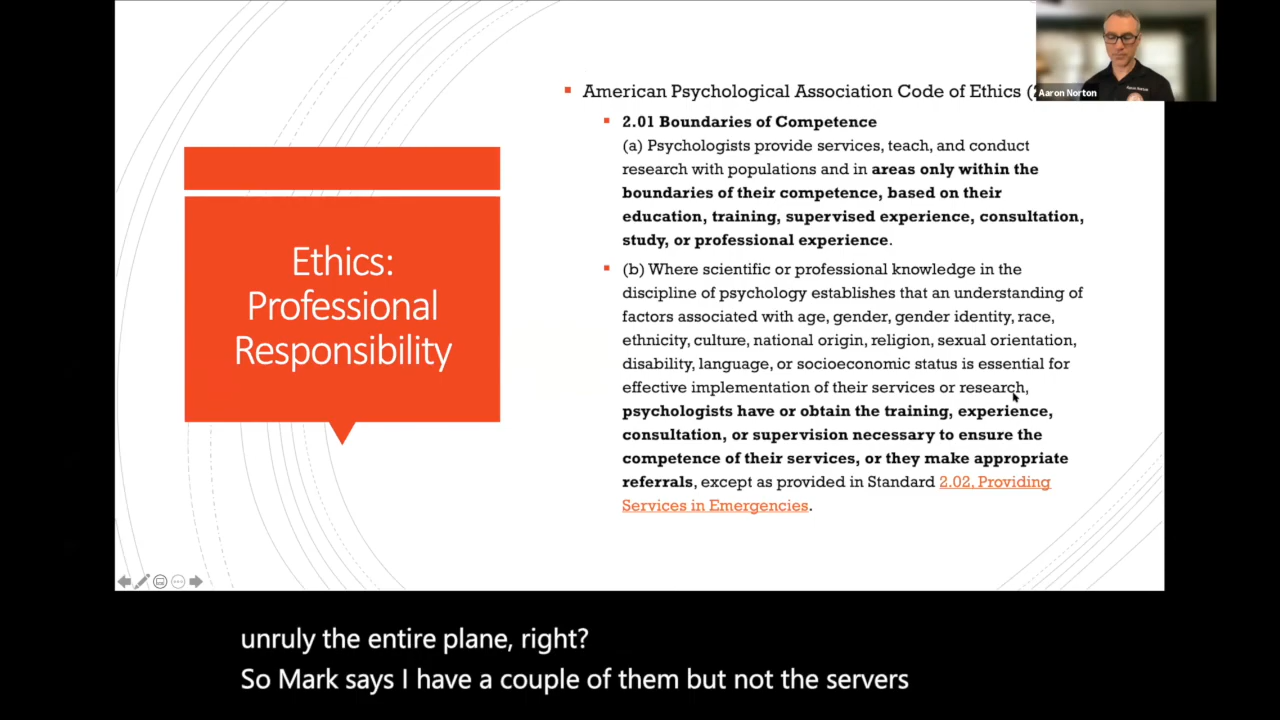 American Psychological Association Code of Ethics (
Aaron Norton
2.01 Boundaries of Competence
(a) Psychologists provide services, teach, and conduct
research with populations and in areas only within the
boundaries of their competence, based on their
education, training, supervised experience, consultation,
study, or professional experience.
(b) Where scientific or professional knowledge in the
discipline of psychology establishes that an understanding of
factors associated with age, gender, gender identity, race,
ethnicity, culture, national origin, religion, sexual orientation,
disability, language, or socioeconomic status is essential for
effective implementation of their services or research,
psychologists have or obtain the training, experience,
consultation, or supervision necessary to ensure the
competence of their services, or they make appropriate
referrals, except as provided in Standard 2.02, Providing
Services in Emergencies.
Ethics:
Professional
Responsibility
unruly the entire plane, right?
So Mark says I have a couple of them but not the servers